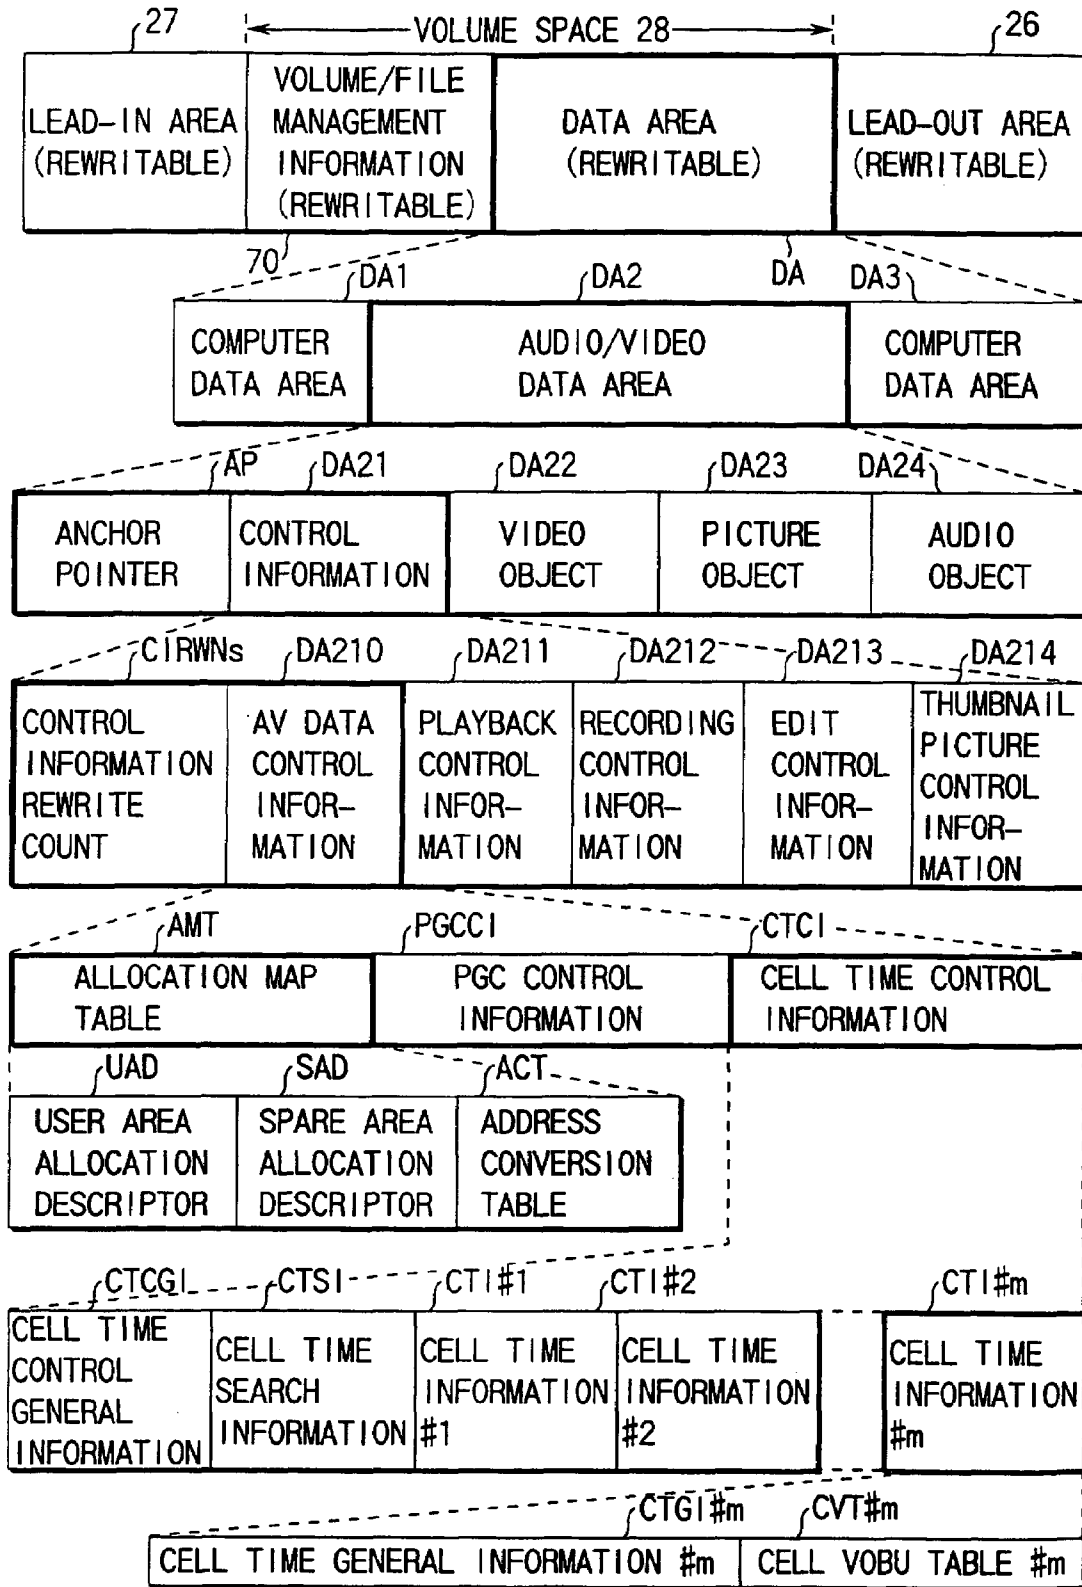 27
VOLUME SPACE 28
26
LEAD-IN AREA
(REWRITABLE)
VOLUME/FILE
MANAGEMENT
INFORMATION
(REWRITABLE)
DATA AREA
(REWRITABLE)
LEAD-OUT AREA
(REWRITABLE)
70
DA
DA1
DA2
DA3
COMPUTER
DATA AREA
AUDIO/VIDEO
DATA AREA
COMPUTER
DATA AREA
AP
DA21
DA22
DA23
DA24
ANCHOR
POINTER
CONTROL
INFORMATION
VIDEO
OBJECT
PICTURE
OBJECT
AUDIO
OBJECT
CIRWNs
DA210
DA211
DA212
DA213
DA214
CONTROL
INFORMATION
REWRITE
COUNT
AV DATA
CONTROL
INFOR-
MATION
PLAYBACK
CONTROL
INFOR-
MATION
RECORDING
CONTROL
INFOR-
MATION
EDIT
CONTROL
INFOR-
MATION
THUMBNAIL
PICTURE
CONTROL
INFOR-
MATION
AMT
PGCCI
CTCI
ALLOCATION MAP
TABLE
PGC CONTROL
INFORMATION
CELL TIME CONTROL
INFORMATION
UAD
SAD
ACT
USER AREA
ALLOCATION
DESCRIPTOR
SPARE AREA
ALLOCATION
DESCRIPTOR
ADDRESS
CONVERSION
TABLE
CTCGI
CTSI
CTI#1
CTI#2
CTI#m
CELL TIME
CONTROL
GENERAL
INFORMATION
CELL TIME
SEARCH
INFORMATION
CELL TIME
INFORMATION
#1
CELL TIME
INFORMATION
#2
CELL TIME
INFORMATION
#m
CTGI#m
CVT#m
CELL TIME GENERAL INFORMATION #m
CELL VOBU TABLE #m